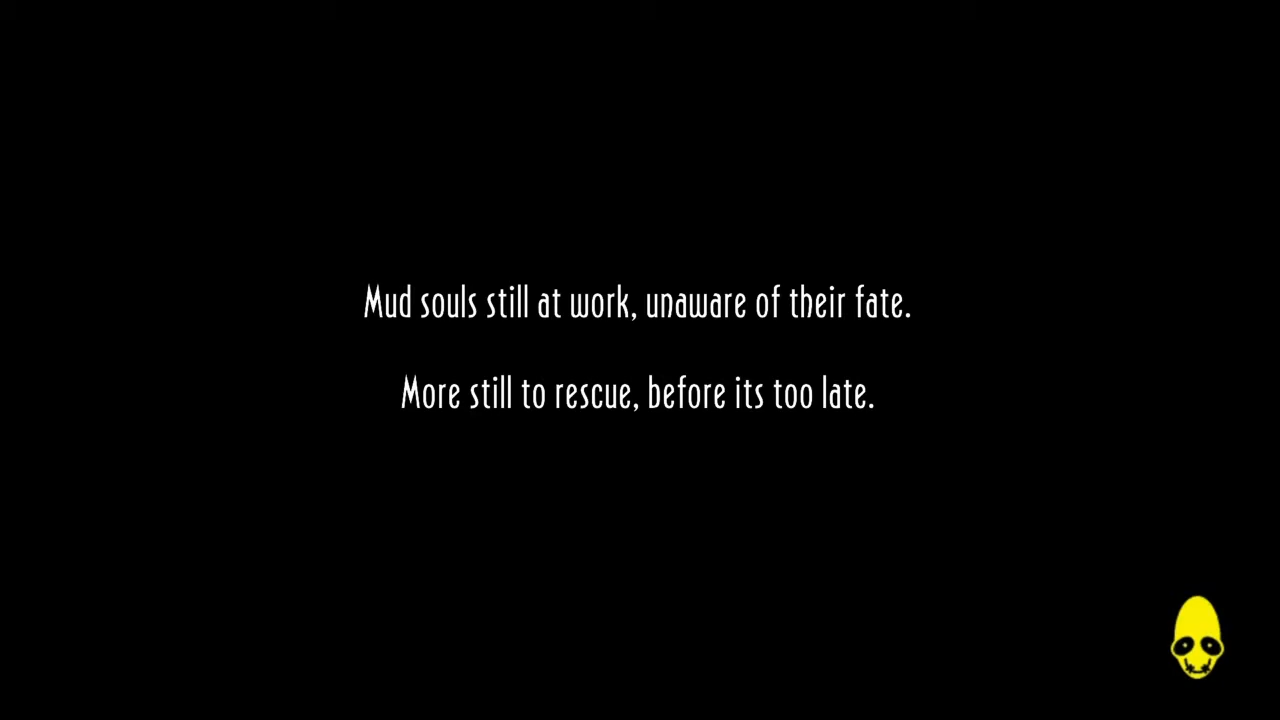 Mud souls still at work, unaware of their fate.
More still to rescue, before its too late.